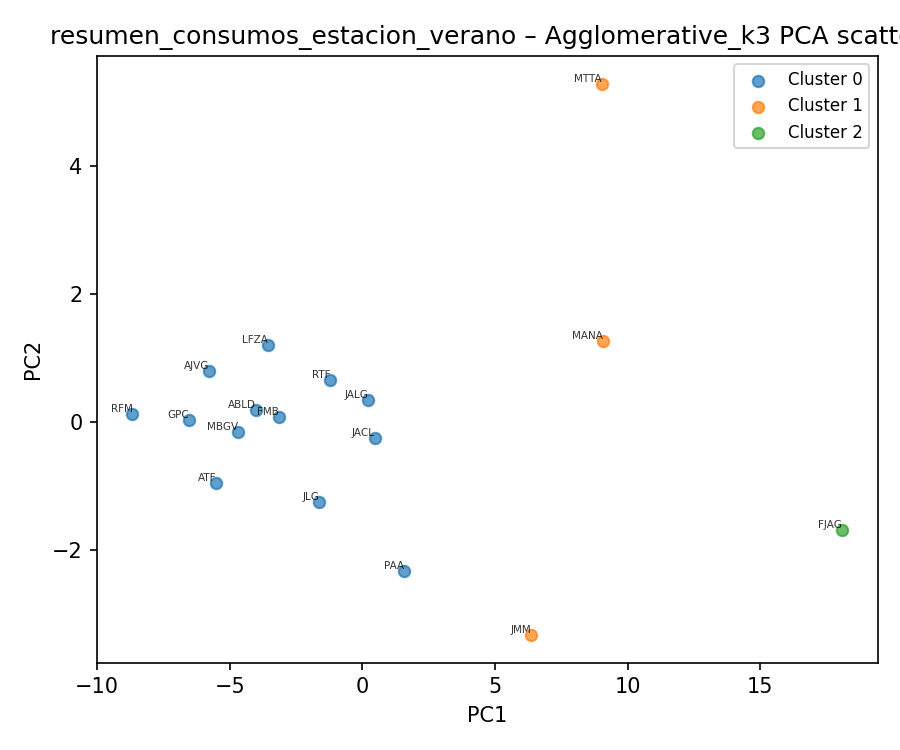 resumen_consumos_estacion_verano – Agglomerative_k3 PCA scatt
MTTA
Cluster 0
Cluster 1
Cluster 2
4
2
MANA
LFZA
AJVG
RTF
JALG
RFM
GPC
ABLD
FMB
MBGV
JACL
0
ATF
JLG
FJAG
PAA
−2
JMM
−10
−5
0
5
10
15
PC1
PC2